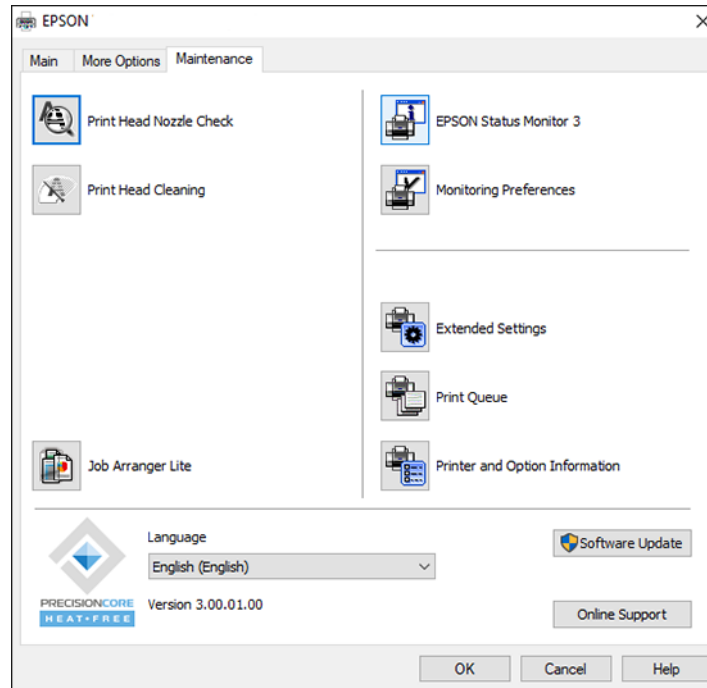 EPSON
Main
More Options
Maintenance
Print Head Nozzle Check
Print Head Cleaning
Job Arranger Lite
EPSON Status Monitor 3
Monitoring Preferences
Extended Settings
Print Queue
Printer and Option Information
PRECISIONCORE
HEAT•FREE
Language
English (English)
Version 3.00.01.00
Software Update
Online Support
OK
Cancel
Help